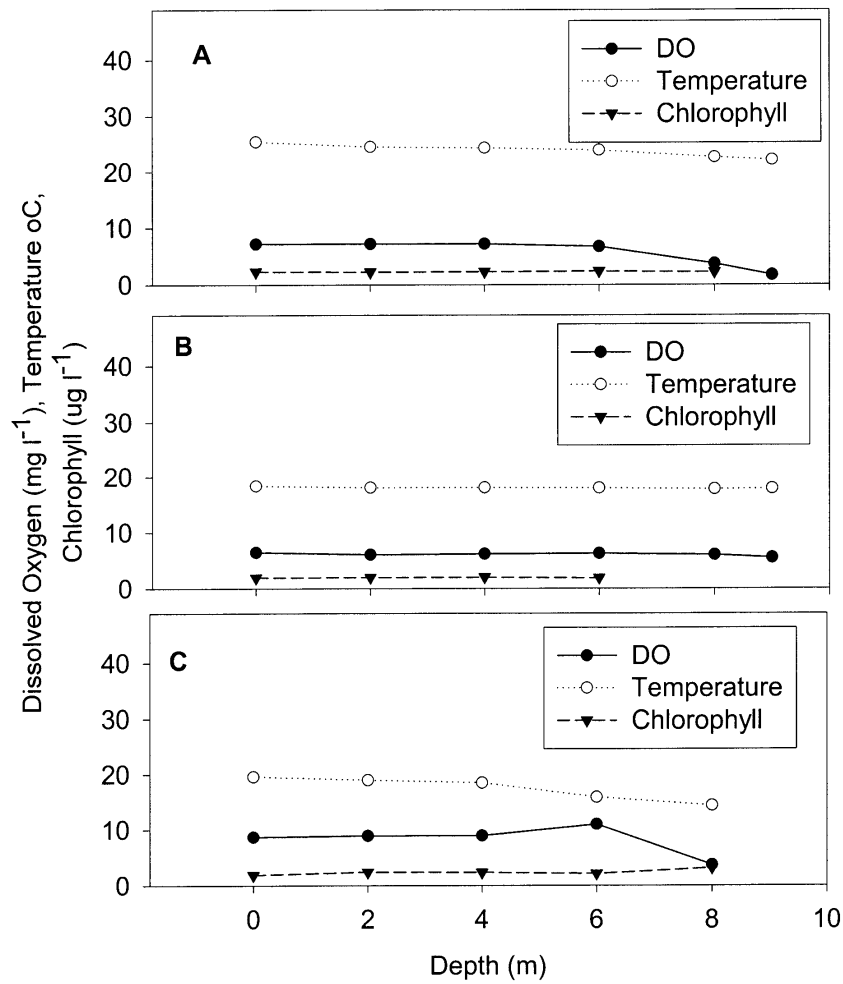 Dissolved Oxygen (mg l-1), Temperature oC,
Chlorophyll (ug l-1)
A
DO
Temperature
Chlorophyll
40
30
20
10
0
B
DO
Temperature
Chlorophyll
40
30
20
10
0
C
DO
Temperature
Chlorophyll
40
30
20
10
0
0 2 4 6 8 10
Depth (m)